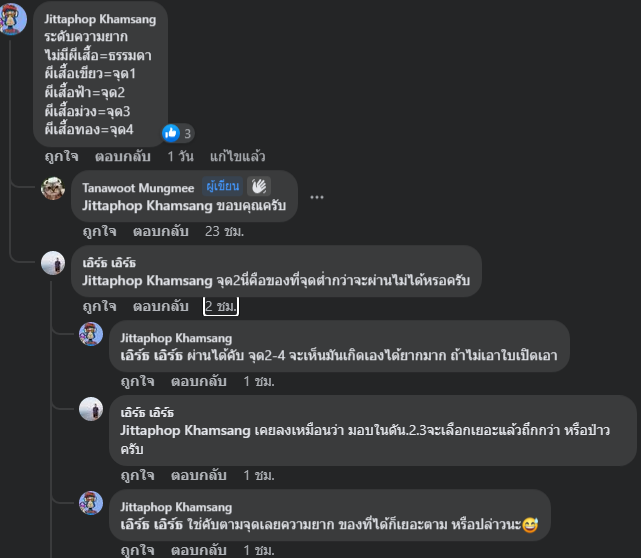 Jittaphop Khamsang
ระดับความยาก
ไม่มีผีเสื้อ=ธรรมดา
ผีเสื้อเขียว=จุด1
ผีเสื้อฟ้า=จุด2
ผีเสื้อม่วง=จุด3
ผีเสื้อทอง=จุด4
3
ถูกใจ ตอบกลับ 1 วัน แก้ไขแล้ว
Tanawoot Mungmee ผู้เขียน
Jittaphop Khamsang ขอบคุณครับ
ถูกใจ ตอบกลับ 23 ชม.
เอิร์ธ เอิร์ธ
Jittaphop Khamsang จุด2นี่คือของที่จุดต่ำกว่าจะผ่านไม่ได้หรอครับ
ถูกใจ ตอบกลับ 2 ชม.
Jittaphop Khamsang
เอิร์ธ เอิร์ธ ผ่านได้คับ จุด2-4 จะเห็นมันเกิดเองได้ยากมาก ถ้าไม่เอาใบเปิดเอา
ถูกใจ ตอบกลับ 1 ชม.
เอิร์ธ เอิร์ธ
Jittaphop Khamsang เคยลงเหมือนว่า มอบในดัน.2.3จะเลือกเยอะแล้วถึกกว่า หรือป่าว
ครับ
ถูกใจ ตอบกลับ 1 ชม.
Jittaphop Khamsang
เอิร์ธ เอิร์ธ ใช่คับตามจุดเลยความยาก ของที่ได้ก็เยอะตาม หรือปล่าวนะ😅
ถูกใจ ตอบกลับ 1 ชม.